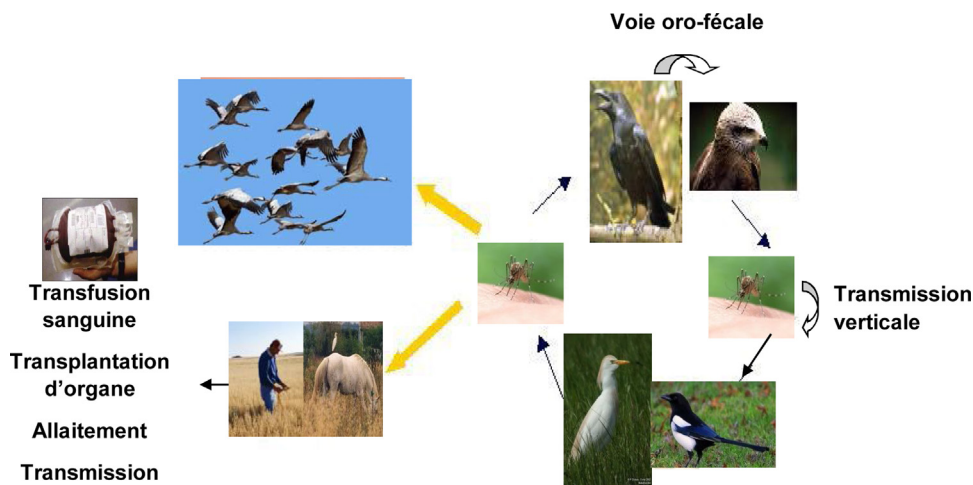 Voie oro-fécale
Transfusion
sanguine
Transmission
verticale
Transplantation
d’organe
Allaitement
Transmission